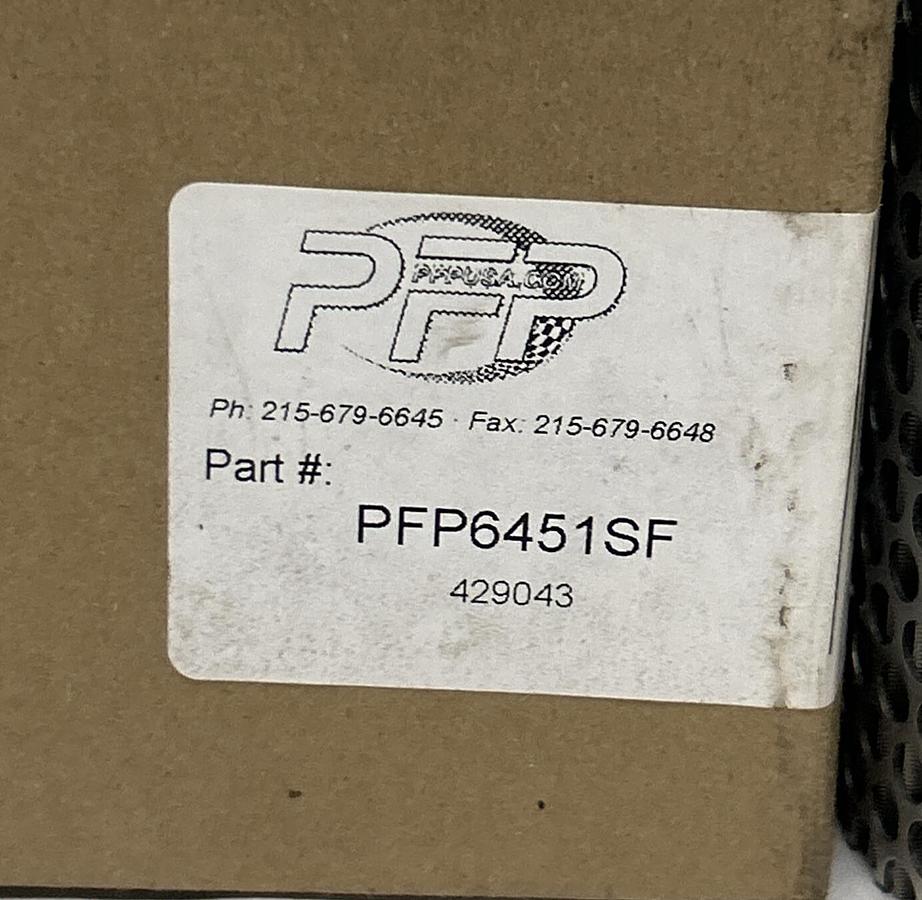 PFP
PFPUSA.COM
Ph: 215-679-6645 · Fax: 215-679-6648
Part #:
PFP6451SF
429043